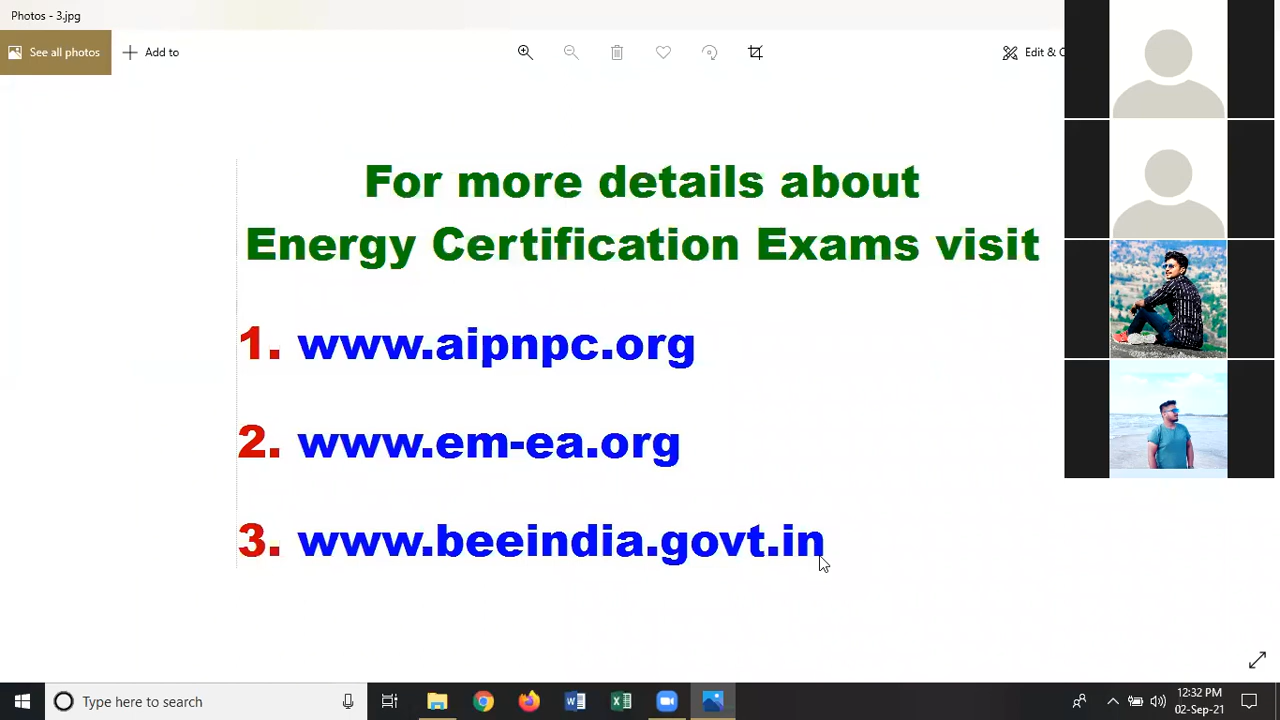 Photos - 3.jpg
See all photos
Add to
Edit & C
For more details about
Energy Certification Exams visit
1. www.aipnpc.org
2. www.em-ea.org
3. www.beeindia.govt.in
Type here to search
12:32 PM
02-Sep-21